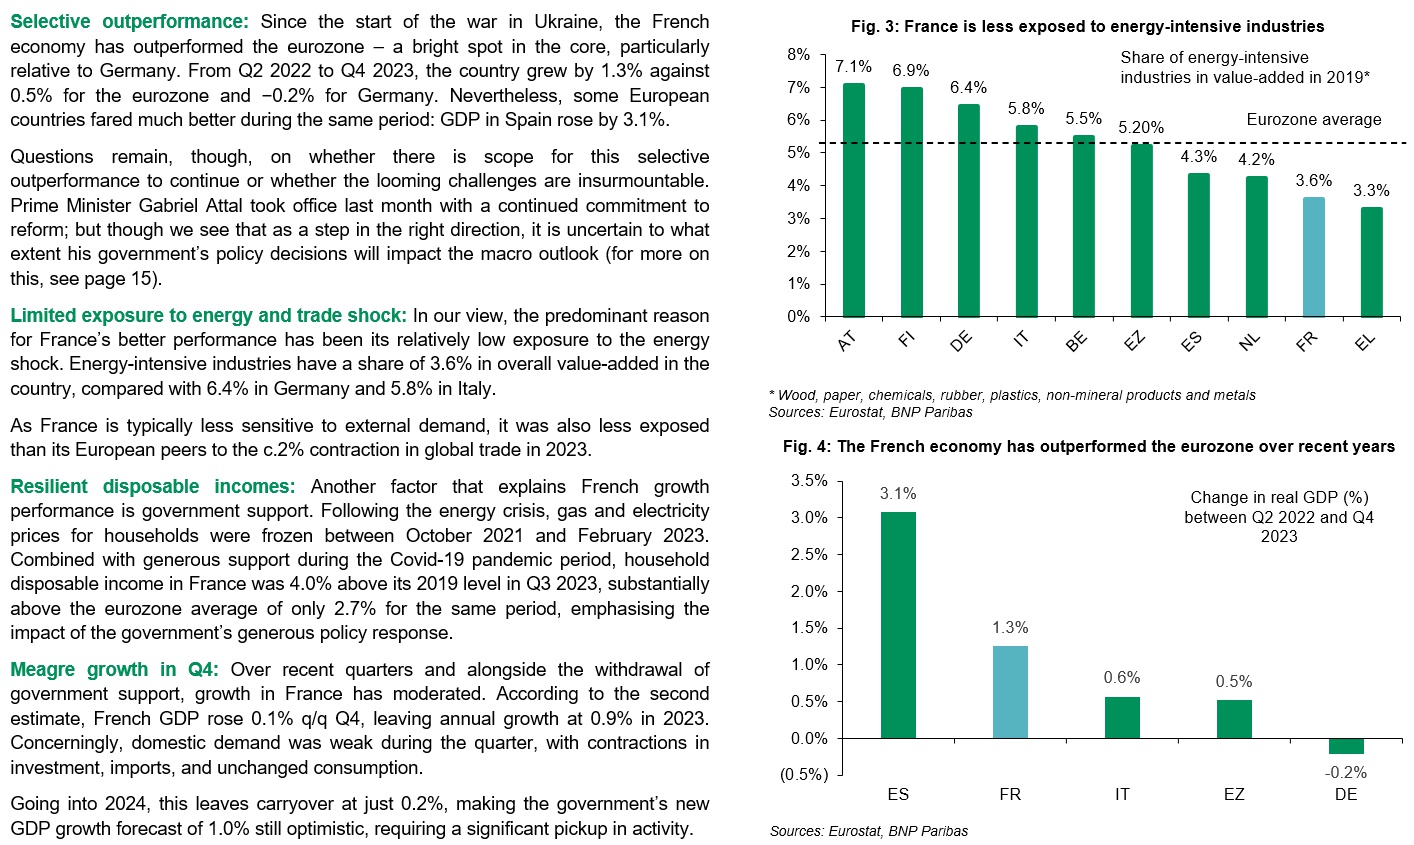 Selective outperformance: Since the start of the war in Ukraine, the French
economy has outperformed the eurozone – a bright spot in the core, particularly
relative to Germany. From Q2 2022 to Q4 2023, the country grew by 1.3% against
0.5% for the eurozone and −0.2% for Germany. Nevertheless, some European
countries fared much better during the same period: GDP in Spain rose by 3.1%.
Questions remain, though, on whether there is scope for this selective
outperformance to continue or whether the looming challenges are insurmountable.
Prime Minister Gabriel Attal took office last month with a continued commitment to
reform; but though we see that as a step in the right direction, it is uncertain to what
extent his government’s policy decisions will impact the macro outlook (for more on
this, see page 15).
Limited exposure to energy and trade shock: In our view, the predominant reason
for France’s better performance has been its relatively low exposure to the energy
shock. Energy-intensive industries have a share of 3.6% in overall value-added in the
country, compared with 6.4% in Germany and 5.8% in Italy.
As France is typically less sensitive to external demand, it was also less exposed
than its European peers to the c.2% contraction in global trade in 2023.
Resilient disposable incomes: Another factor that explains French growth
performance is government support. Following the energy crisis, gas and electricity
prices for households were frozen between October 2021 and February 2023.
Combined with generous support during the Covid-19 pandemic period, household
disposable income in France was 4.0% above its 2019 level in Q3 2023, substantially
above the eurozone average of only 2.7% for the same period, emphasising the
impact of the government’s generous policy response.
Meagre growth in Q4: Over recent quarters and alongside the withdrawal of
government support, growth in France has moderated. According to the second
estimate, French GDP rose 0.1% q/q Q4, leaving annual growth at 0.9% in 2023.
Concerningly, domestic demand was weak during the quarter, with contractions in
investment, imports, and unchanged consumption.
Going into 2024, this leaves carryover at just 0.2%, making the government’s new
GDP growth forecast of 1.0% still optimistic, requiring a significant pickup in activity.
Fig. 3: France is less exposed to energy-intensive industries
8%
7%
6%
5%
4%
3%
2%
1%
0%
Share of energy-intensive
industries in value-added in 2019*
Eurozone average
7.1%
6.9%
6.4%
5.8%
5.5%
5.20%
4.3%
4.2%
3.6%
3.3%
AT
FI
DE
IT
BE
EZ
ES
NL
FR
EL
* Wood, paper, chemicals, rubber, plastics, non-mineral products and metals
Sources: Eurostat, BNP Paribas
Fig. 4: The French economy has outperformed the eurozone over recent years
3.5%
3.0%
2.5%
2.0%
1.5%
1.0%
0.5%
0.0%
(0.5%)
Change in real GDP (%)
between Q2 2022 and Q4
2023
3.1%
1.3%
0.6%
0.5%
-0.2%
ES
FR
IT
EZ
DE
Sources: Eurostat, BNP Paribas